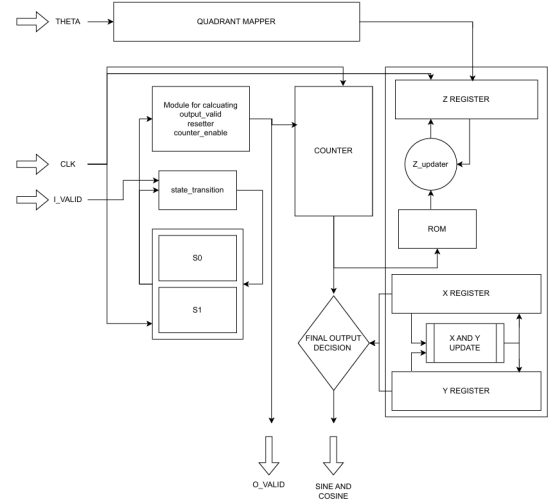 THETA
QUADRANT MAPPER
Module for calcuating
output_valid
resetter
counter_enable
Z REGISTER
COUNTER
Z_updater
CLK
state_transition
I_VALID
ROM
S0
S1
X REGISTER
FINAL OUTPUT
DECISION
X AND Y
UPDATE
Y REGISTER
O_VALID
SINE AND
COSINE